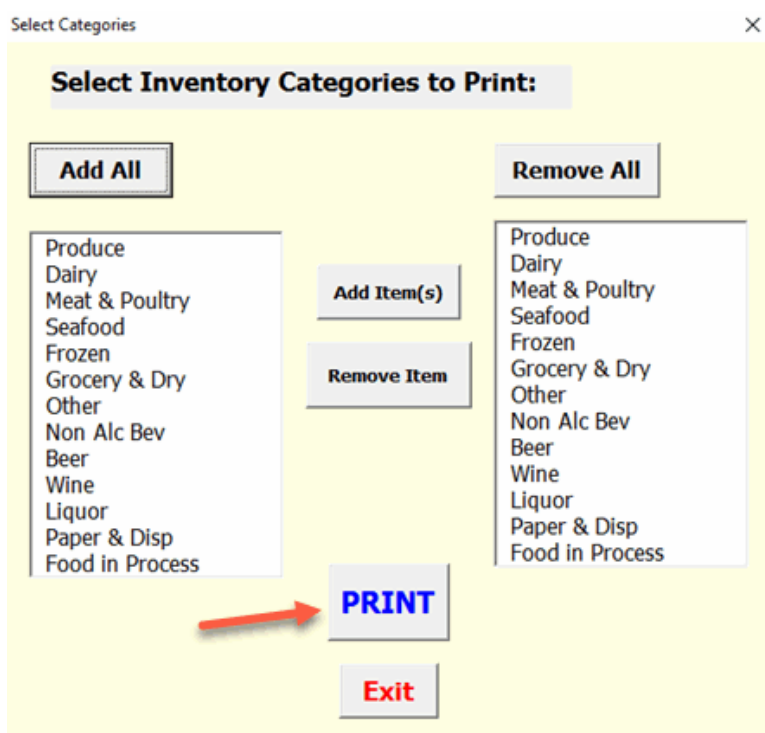 Select Categories
Select Inventory Categories to Print:
Add All
Remove All
Produce
Dairy
Meat & Poultry
Seafood
Frozen
Grocery & Dry
Other
Non Alc Bev
Beer
Wine
Liquor
Paper & Disp
Food in Process
Add Item(s)
Remove Item
Produce
Dairy
Meat & Poultry
Seafood
Frozen
Grocery & Dry
Other
Non Alc Bev
Beer
Wine
Liquor
Paper & Disp
Food in Process
PRINT
Exit